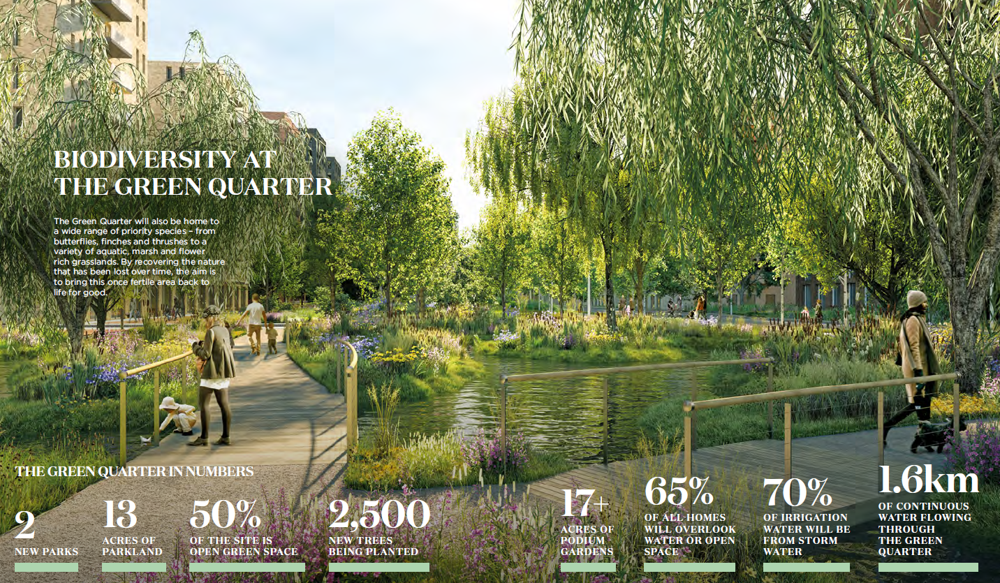 BIODIVERSITY AT
THE GREEN QUARTER
The Green Quarter will also be home to
a wide range of priority species – from
butterflies, finches and thrushes to a
variety of aquatic, marsh and flower
rich grasslands. By recovering the nature
that has been lost over time, the aim is
to bring this once fertile area back to
life for good.
THE GREEN QUARTER IN NUMBERS
2
NEW PARKS
13
ACRES OF
PARKLAND
50%
OF THE SITE IS
OPEN GREEN SPACE
2,500
NEW TREES
BEING PLANTED
17+
ACRES OF
PODIUM
GARDENS
65%
OF ALL HOMES
WILL OVERLOOK
WATER OR OPEN
SPACE
70%
OF IRRIGATION
WATER WILL BE
FROM STORM
WATER
1.6km
OF CONTINUOUS
WATER FLOWING
THROUGH
THE GREEN
QUARTER